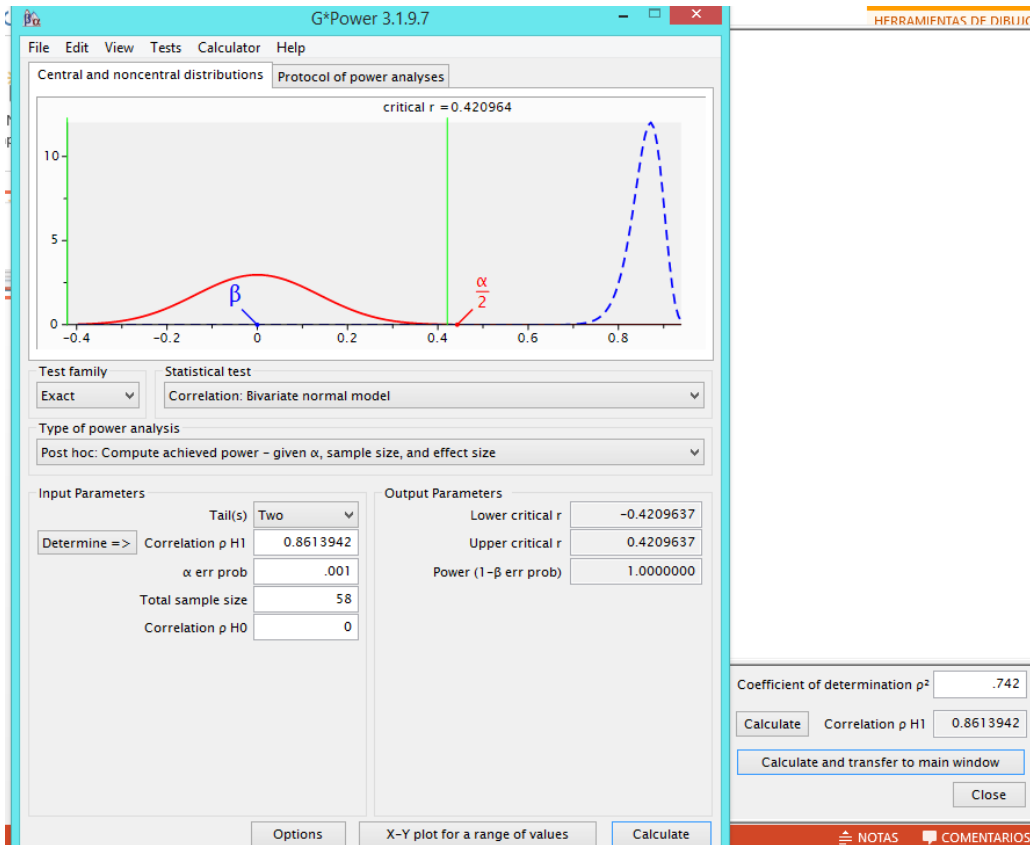 βα G*Power 3.1.9.7
HERRAMIENTAS DE DIBUJO
File Edit View Tests Calculator Help
Central and noncentral distributions Protocol of power analyses
critical r = 0.420964
10
5
0
β
α
2
-0.4 -0.2 0 0.2 0.4 0.6 0.8
Test family Statistical test
Exact Correlation: Bivariate normal model
Type of power analysis
Post hoc: Compute achieved power – given α, sample size, and effect size
Input Parameters
Tail(s) Two
Determine => Correlation ρ H1 0.8613942
α err prob .001
Total sample size 58
Correlation ρ H0 0
Output Parameters
Lower critical r -0.4209637
Upper critical r 0.4209637
Power (1-β err prob) 1.0000000
Coefficient of determination ρ² .742
Calculate Correlation ρ H1 0.8613942
Calculate and transfer to main window
Close
Options X-Y plot for a range of values Calculate
NOTAS COMENTARIOS